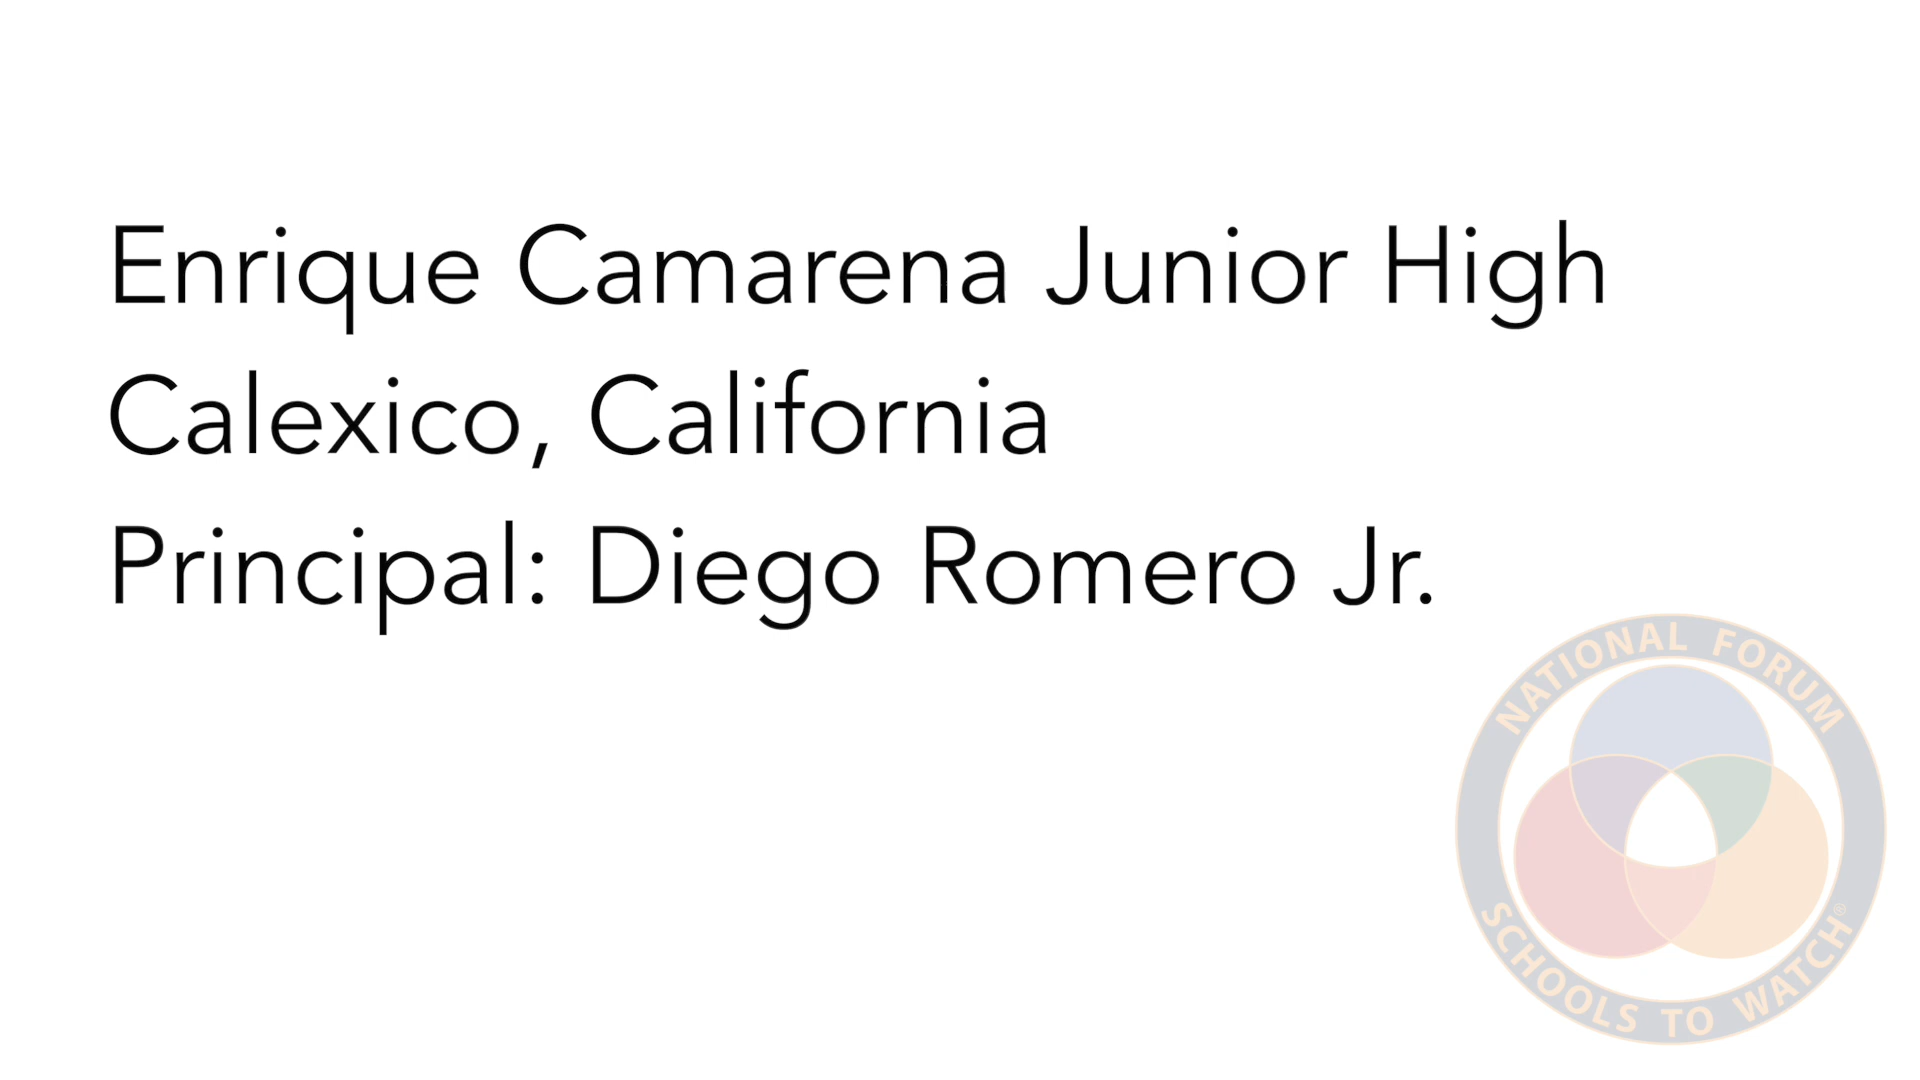 Enrique Camarena Junior High
Calexico, California
Principal: Diego Romero Jr.
NATIONAL FORUM
SCHOOLS TO WATCH®